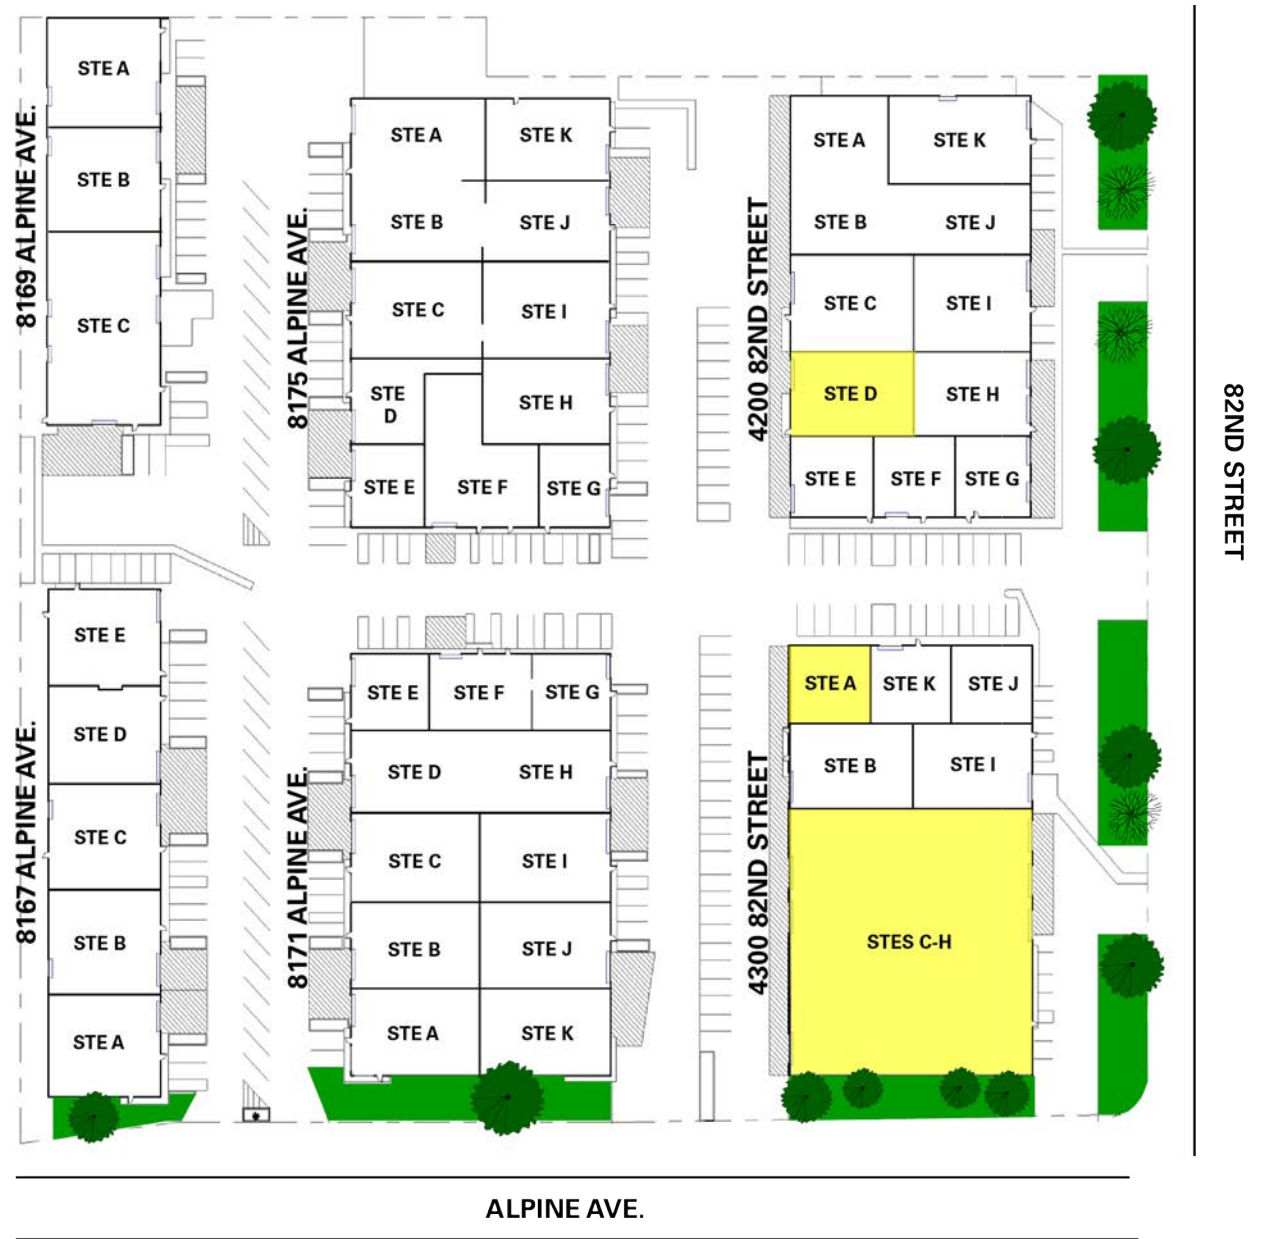 8169 ALPINE AVE.
STE A
STE B
STE C
8175 ALPINE AVE.
STE A
STE K
STE B
STE J
STE C
STE I
STE
D
STE H
STE E
STE F
STE G
4200 82ND STREET
STE A
STE K
STE B
STE J
STE C
STE I
STE D
STE H
STE E
STE F
STE G
82ND STREET
8167 ALPINE AVE.
STE E
STE D
STE C
STE B
STE A
8171 ALPINE AVE.
STE E
STE F
STE G
STE D
STE H
STE C
STE I
STE B
STE J
STE A
STE K
4300 82ND STREET
STE A
STE K
STE J
STE B
STE I
STES C-H
ALPINE AVE.